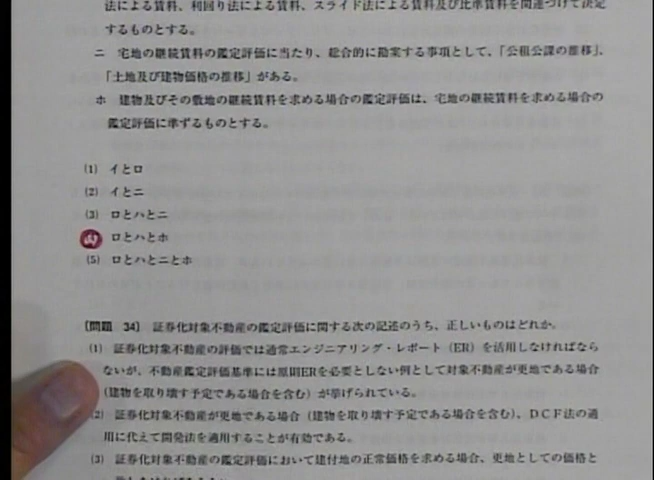 法による賃料、利回り法による賃料、スライド法による賃料及び比準賃料を関連づけて決定
するものとする。
ニ 宅地の継続賃料の鑑定評価に当たり、総合的に勘案する事項として、「公租公課の推移」、
「土地及び建物価格の推移」がある。
ホ 建物及びその敷地の継続賃料を求める場合の鑑定評価は、宅地の継続賃料を求める場合の
鑑定評価に準ずるものとする。
(1) イとロ
(2) イとニ
(3) ロとハとニ
(4) ロとハとホ
(5) ロとハとニとホ
〔問題 34〕 証券化対象不動産の鑑定評価に関する次の記述のうち、正しいものはどれか。
(1) 証券化対象不動産の評価では通常エンジニアリング・レポート（ER）を活用しなければなら
ないが、不動産鑑定評価基準には原則ERを必要としない例として対象不動産が更地である場合
(建物を取り壊す予定である場合を含む) が挙げられている。
(2) 証券化対象不動産が更地である場合（建物を取り壊す予定である場合を含む）、ＤＣＦ法の適
用に代えて開発法を適用することが有効である。
(3) 証券化対象不動産の鑑定評価において建付地の正常価格を求める場合、更地としての価格と